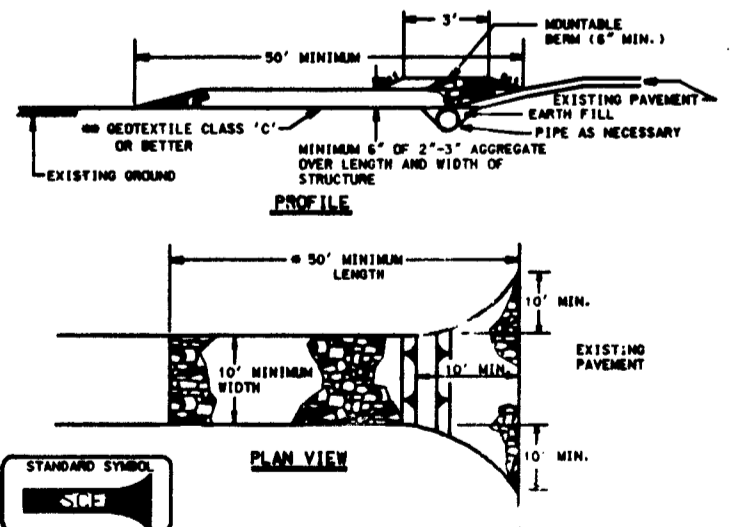 3'
MOUNTABLE
BERM (6" MIN.)
50' MINIMUM
EXISTING PAVEMENT
EARTH FILL
PIPE AS NECESSARY
** GEOTEXTILE CLASS 'C'
OR BETTER
MINIMUM 6" OF 2"-3" AGGREGATE
OVER LENGTH AND WIDTH OF
STRUCTURE
EXISTING GROUND
PROFILE
* 50' MINIMUM
LENGTH
10' MIN.
EXISTING
PAVEMENT
10' MINIMUM
WIDTH
10' MIN.
10' MIN.
PLAN VIEW
STANDARD SYMBOL
SCE